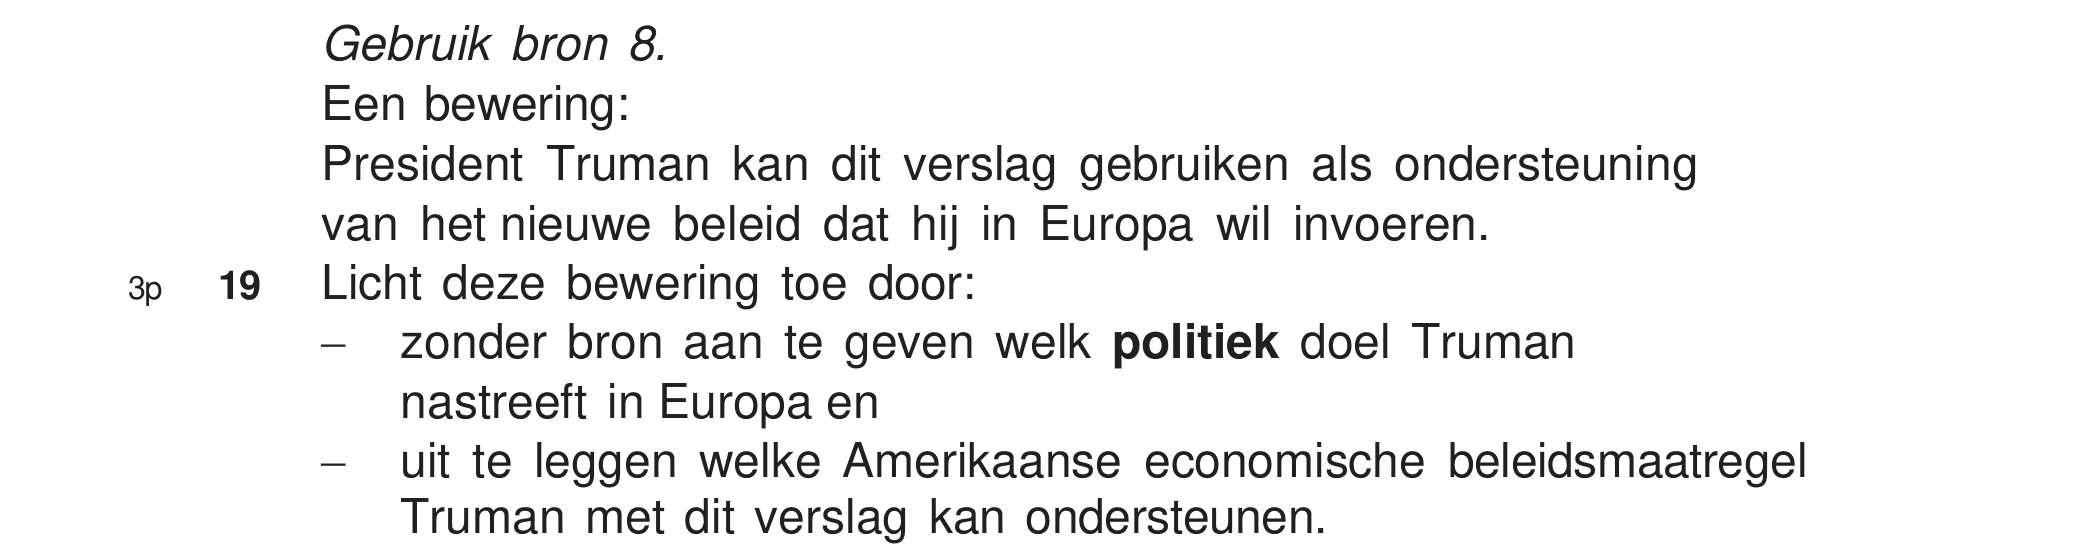 Gebruik bron 8.
Een bewering:
President Truman kan dit verslag gebruiken als ondersteuning
van het nieuwe beleid dat hij in Europa wil invoeren.
3p 19 Licht deze bewering toe door:
– zonder bron aan te geven welk politiek doel Truman
nastreeft in Europa en
– uit te leggen welke Amerikaanse economische beleidsmaatregel
Truman met dit verslag kan ondersteunen.